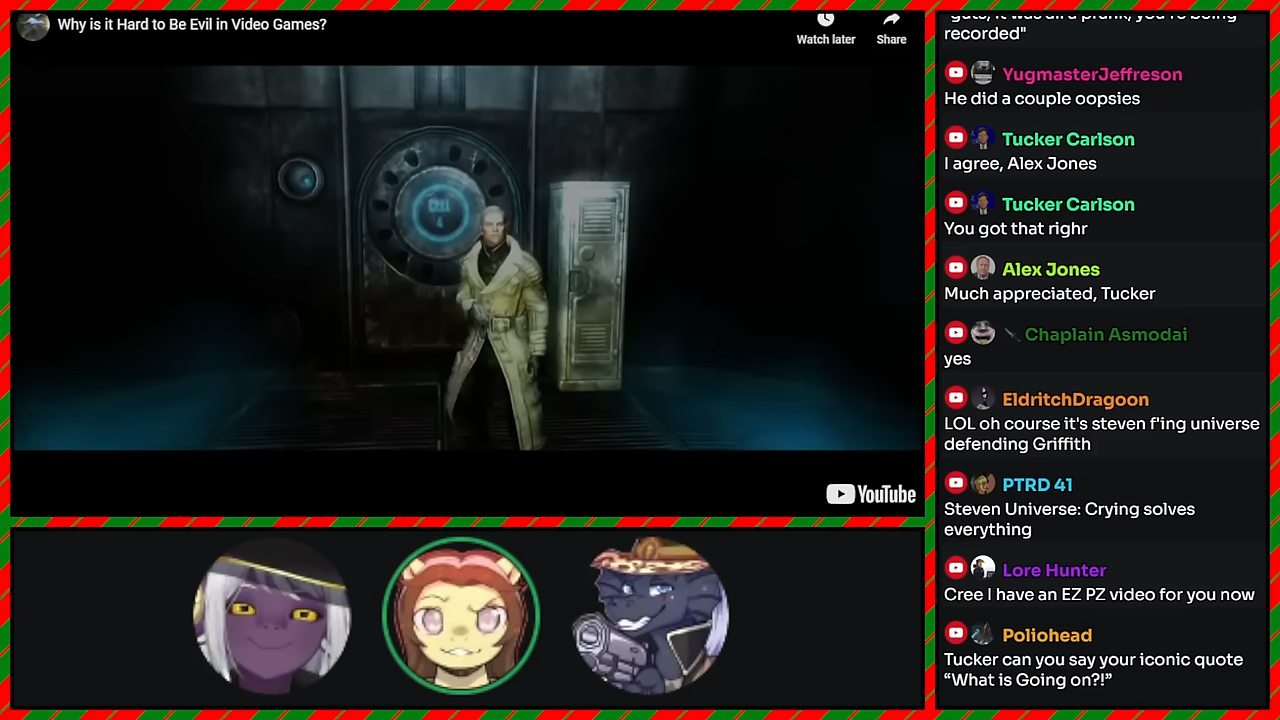 Why is it Hard to Be Evil in Video Games?
Watch later
Share
CELL
4
YouTube
recorded"
YugmasterJeffreson
He did a couple oopsies
Tucker Carlson
I agree, Alex Jones
Tucker Carlson
You got that righr
Alex Jones
Much appreciated, Tucker
Chaplain Asmodai
yes
EldritchDragoon
LOL oh course it's steven f'ing universe
defending Griffith
PTRD 41
Steven Universe: Crying solves
everything
Lore Hunter
Cree I have an EZ PZ video for you now
Poliohead
Tucker can you say your iconic quote
“What is Going on?!”